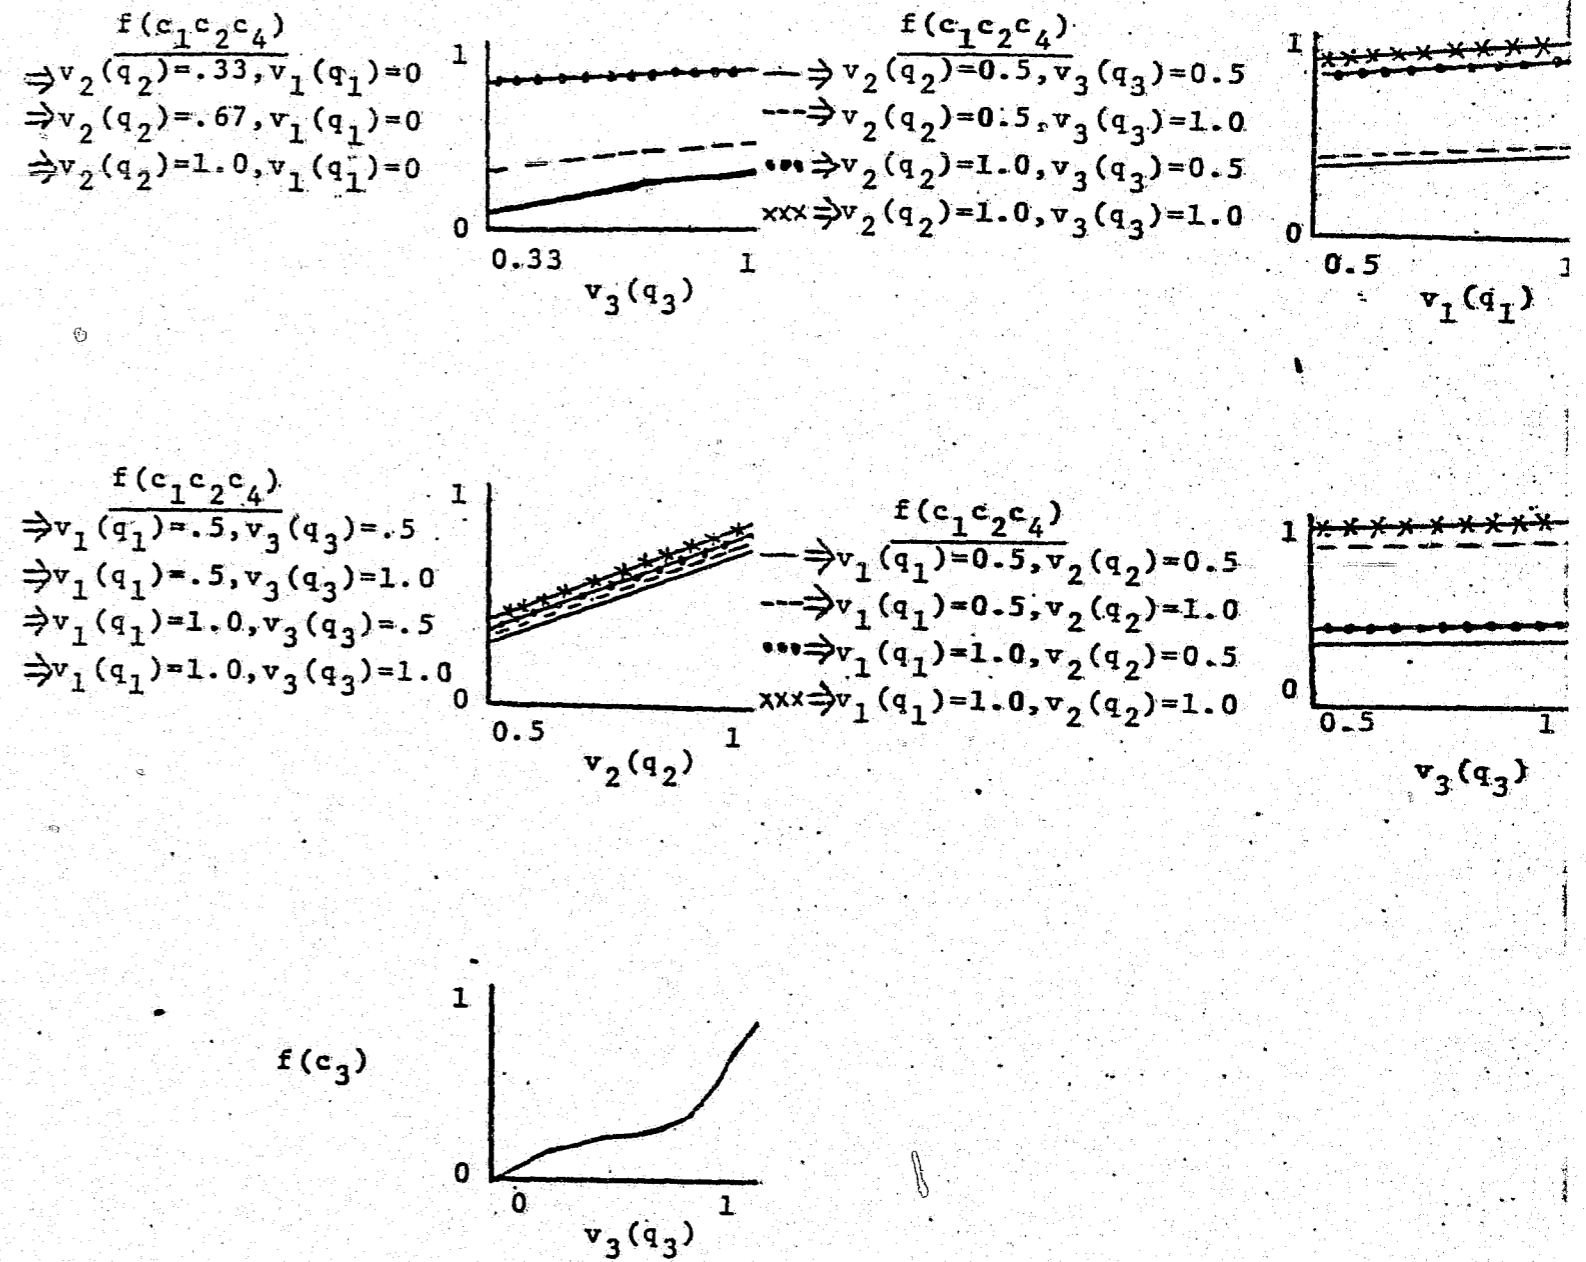 f(c₁c₂c₄)
⇒v₂(q₂)=.33,v₁(q₁)=0
⇒v₂(q₂)=.67,v₁(q₁)=0
⇒v₂(q₂)=1.0,v₁(q₁)=0
1
0
0.33 1
v₃(q₃)
f(c₁c₂c₄)
— ⇒ v₂(q₂)=0.5,v₃(q₃)=0.5
---⇒v₂(q₂)=0.5,v₃(q₃)=1.0
•••⇒v₂(q₂)=1.0,v₃(q₃)=0.5
xxx⇒v₂(q₂)=1.0,v₃(q₃)=1.0
1
0
0.5 1
v₁(q₁)
f(c₁c₂c₄)
⇒v₁(q₁)=.5,v₃(q₃)=.5
⇒v₁(q₁)=.5,v₃(q₃)=1.0
⇒v₁(q₁)=1.0,v₃(q₃)=.5
⇒v₁(q₁)=1.0,v₃(q₃)=1.0
1
0
0.5 1
v₂(q₂)
f(c₁c₂c₄)
—⇒v₁(q₁)=0.5,v₂(q₂)=0.5
---⇒v₁(q₁)=0.5,v₂(q₂)=1.0
•••⇒v₁(q₁)=1.0,v₂(q₂)=0.5
xxx⇒v₁(q₁)=1.0,v₂(q₂)=1.0
1
0
0.5 1
v₃(q₃)
f(c₃)
1
0
0 1
v₃(q₃)